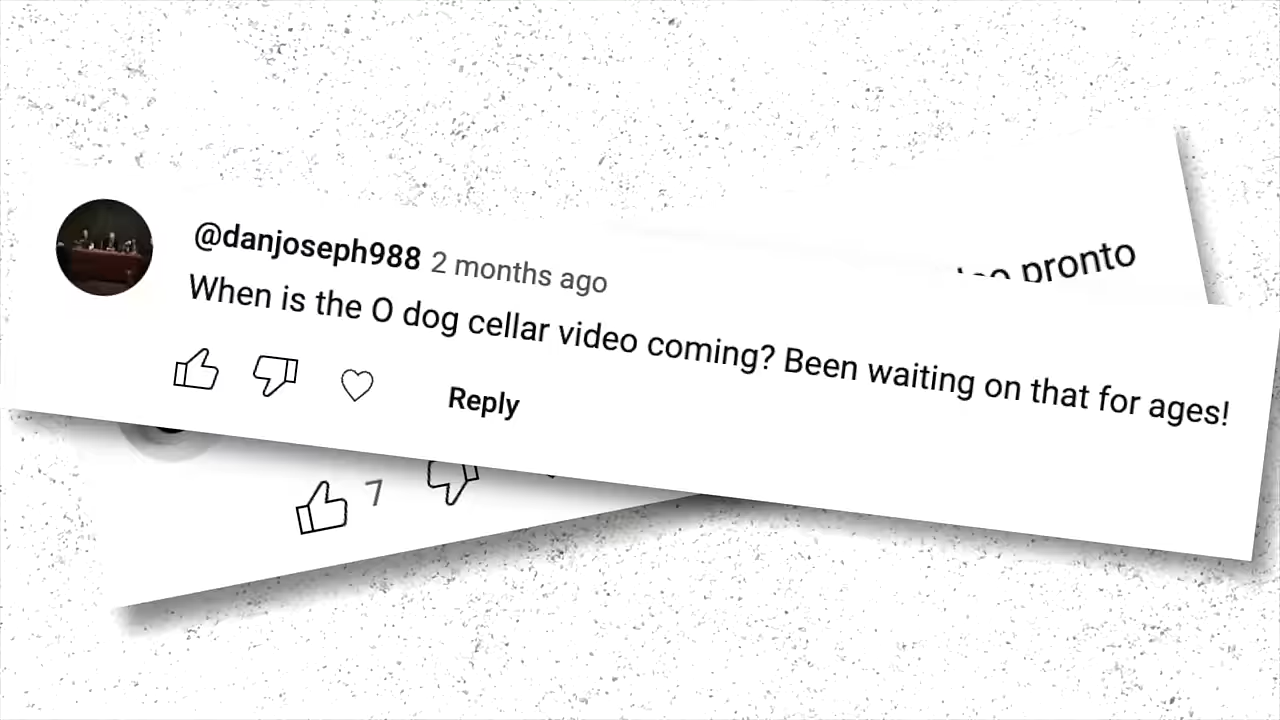 pronto
@danjoseph988 2 months ago
When is the O dog cellar video coming? Been waiting on that for ages!
Reply
7